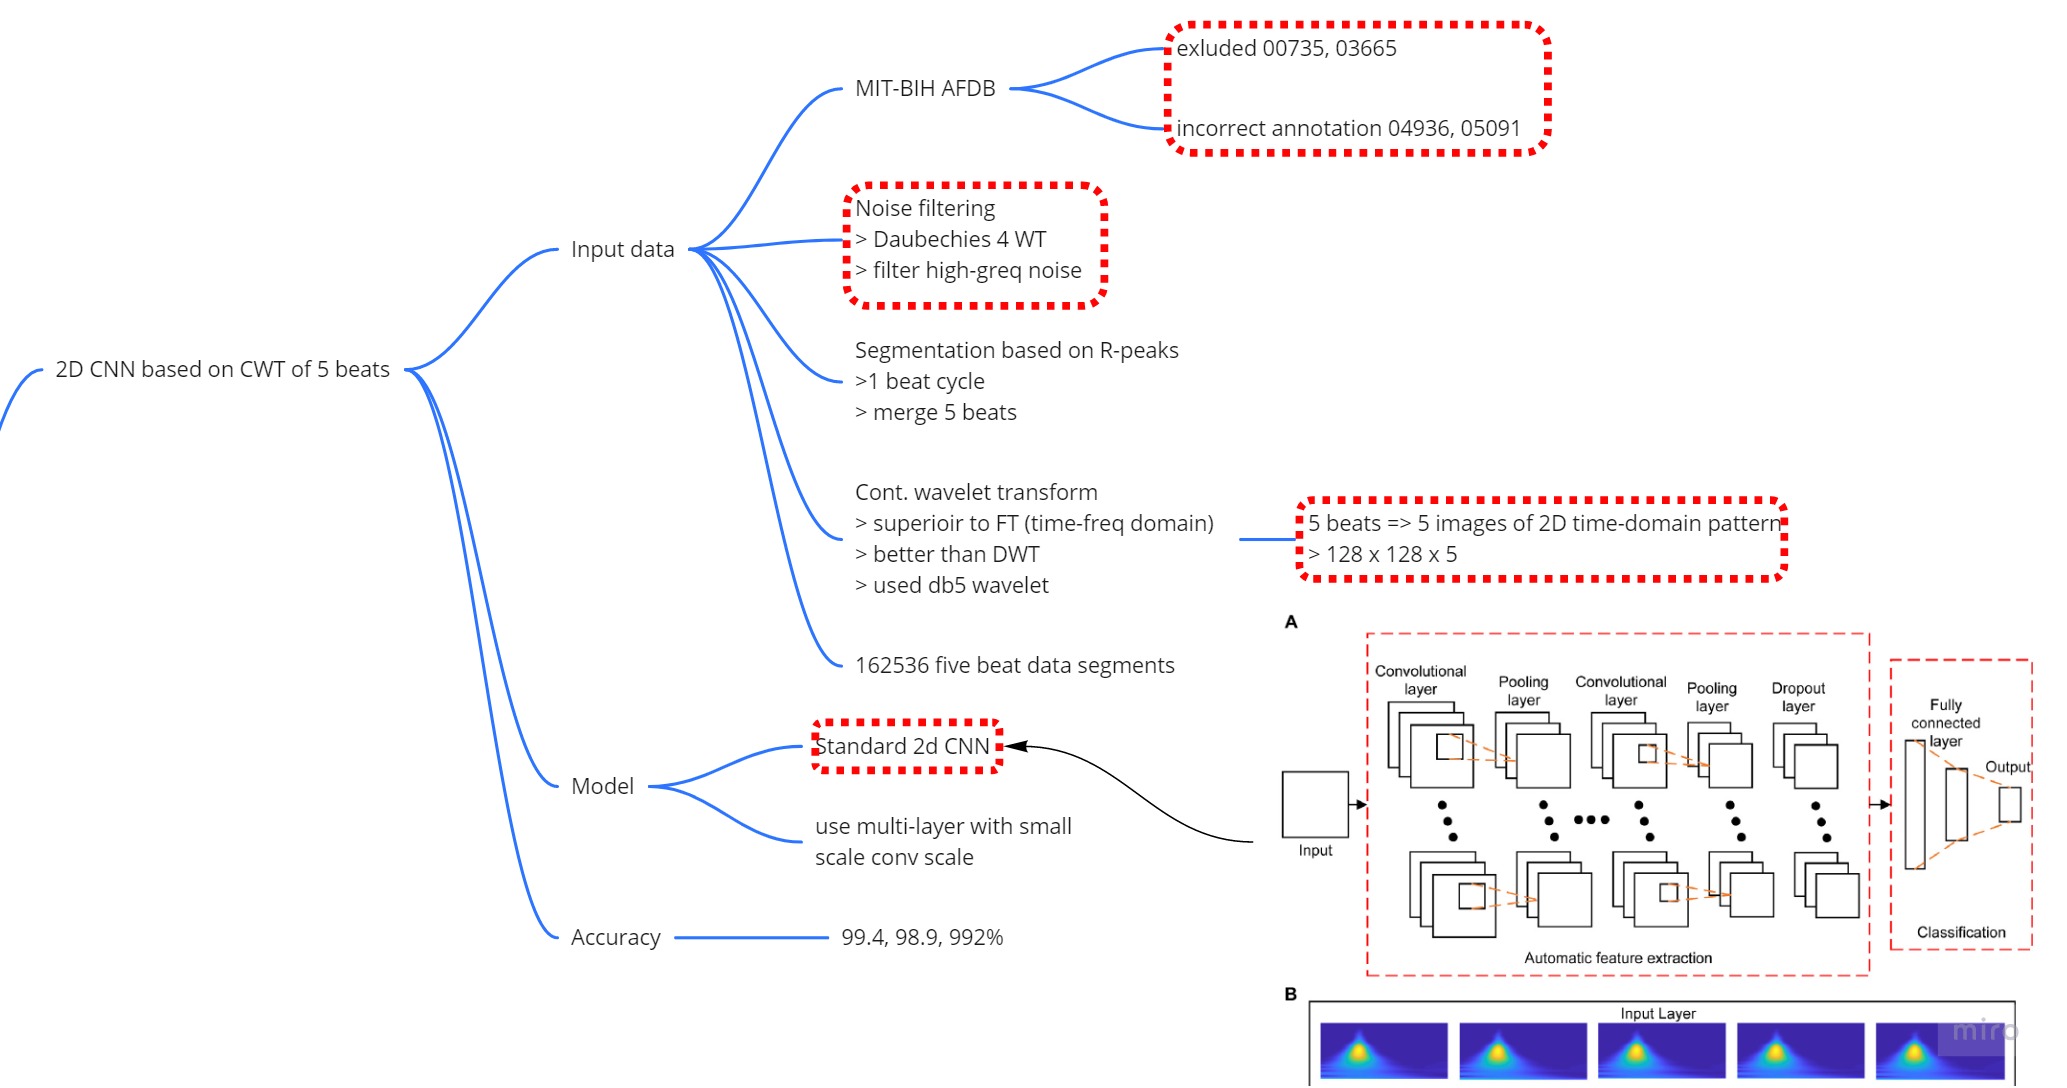 exluded 00735, 03665
MIT-BIH AFDB
incorrect annotation 04936, 05091
Noise filtering
> Daubechies 4 WT
> filter high-greq noise
Input data
Segmentation based on R-peaks
>1 beat cycle
> merge 5 beats
2D CNN based on CWT of 5 beats
Cont. wavelet transform
> superioir to FT (time-freq domain)
> better than DWT
> used db5 wavelet
5 beats => 5 images of 2D time-domain pattern
> 128 x 128 x 5
162536 five beat data segments
Standard 2d CNN
Model
use multi-layer with small
scale conv scale
Accuracy
99.4, 98.9, 992%
A
Convolutional
layer
Pooling
layer
Convolutional
layer
Pooling
layer
Dropout
layer
Fully
connected
layer
Output
Input
Classification
Automatic feature extraction
B
Input Layer
miro